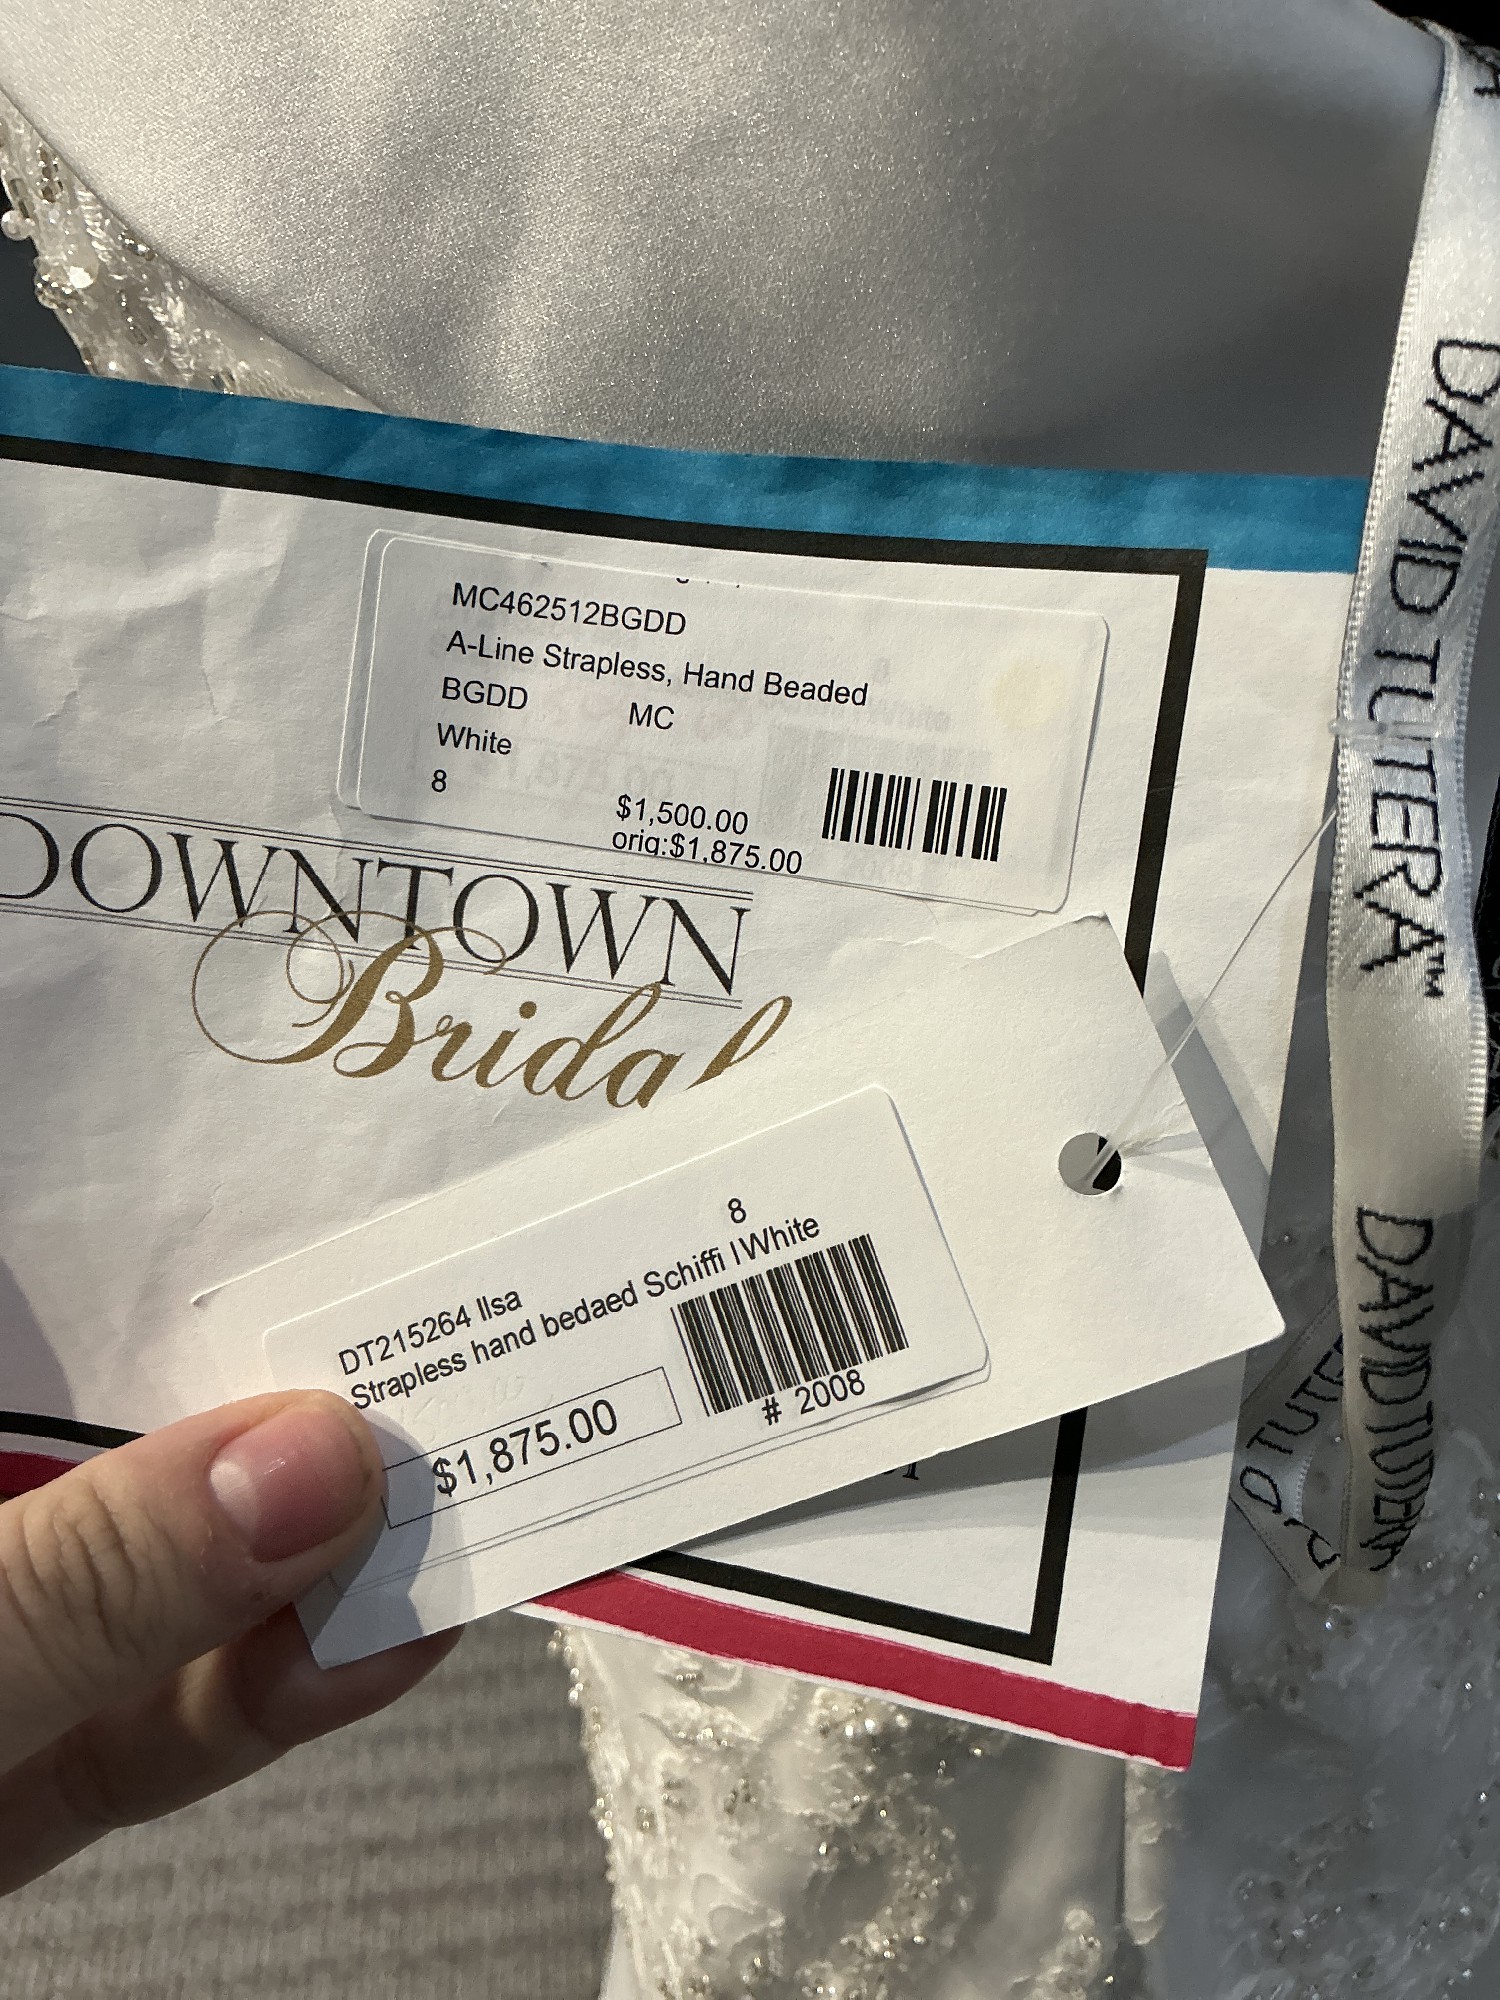 MC462512BGDD
A-Line Strapless, Hand Beaded
BGDD MC
White
8
$1,500.00
orig:$1,875.00
DOWNTOWN
Bridal
8
DT215264 Ilsa
Strapless hand bedaed Schiffi I White
$1,875.00
# 2008
DAVID TUTERA™
DAVID TUTERA